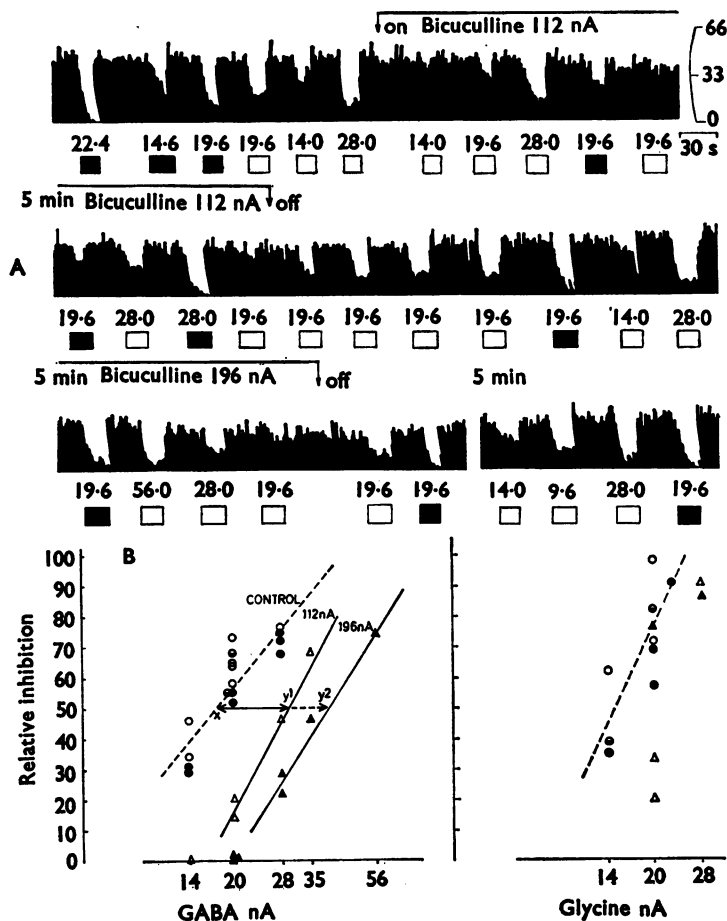 on Bicuculline 112 nA
66
33
0
22·4 14·6 19·6 19·6 14·0 28·0 14·0 19·6 28·0 19·6 19·6 30 s
5 min Bicuculline 112 nA off
A
19·6 28·0 28·0 19·6 19·6 19·6 19·6 19·6 19·6 14·0 28·0
5 min Bicuculline 196 nA off 5 min
19·6 56·0 28·0 19·6 19·6 19·6 14·0 9·6 28·0 19·6
B
100
90
80
70
60
50
40
30
20
10
0
Relative inhibition
CONTROL
112nA
196nA
x y1 y2
14 20 28 35 56
GABA nA
14 20 28
Glycine nA